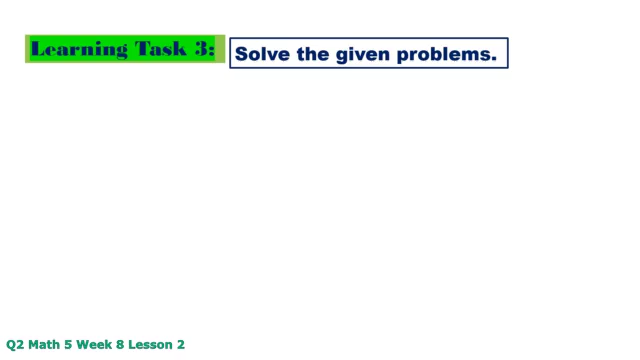 Learning Task 3: Solve the given problems.
Q2 Math 5 Week 8 Lesson 2